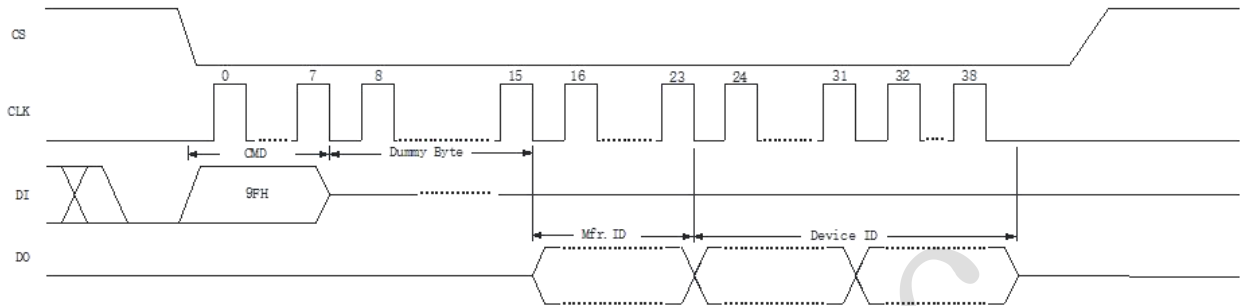 CS
0 7 8 15 16 23 24 31 32 38
CLK
CMD Dummy Byte
DI 9FH
Mfr. ID Device ID
DO